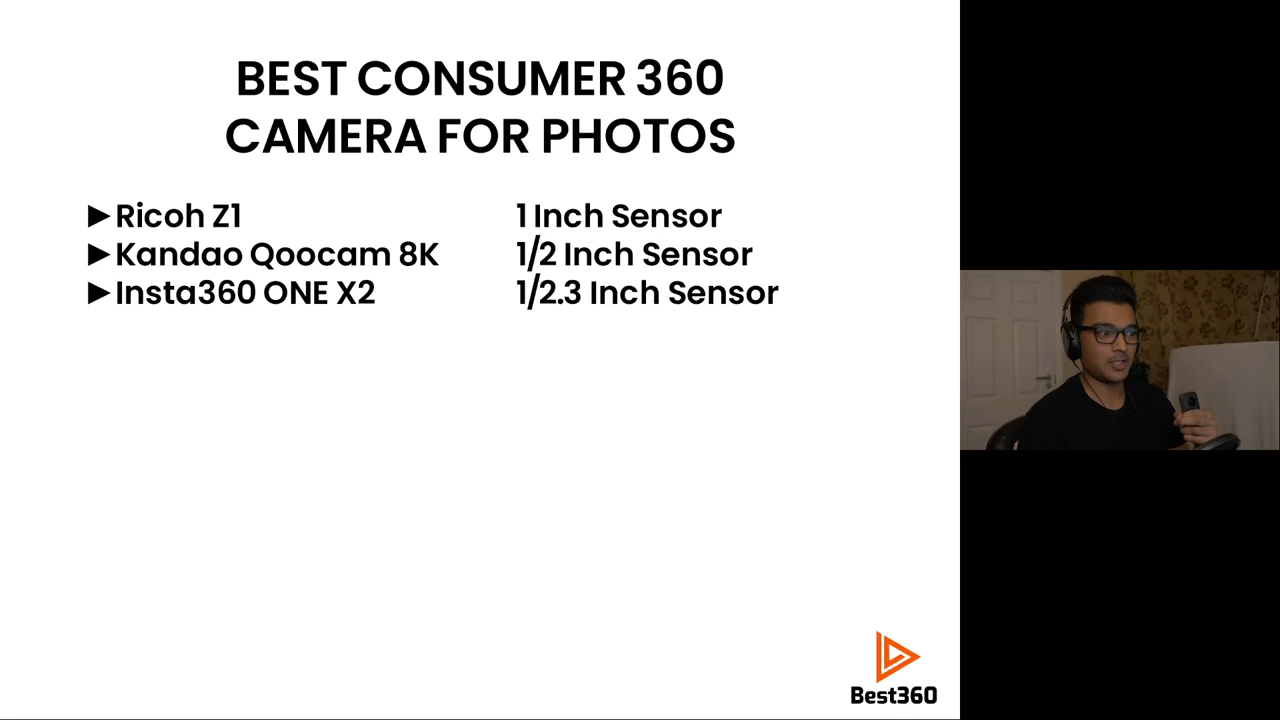 BEST CONSUMER 360
CAMERA FOR PHOTOS
►Ricoh Z1 1 Inch Sensor
►Kandao Qoocam 8K 1/2 Inch Sensor
►Insta360 ONE X2 1/2.3 Inch Sensor
Best360